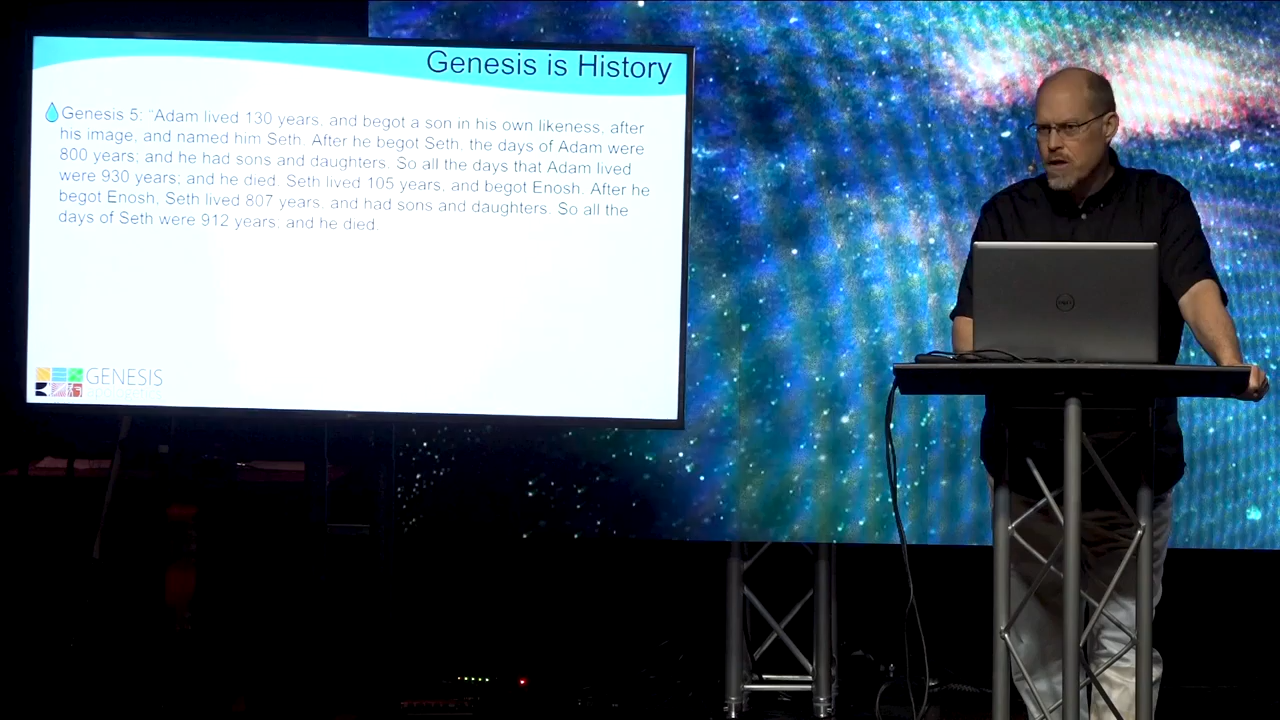 Genesis is History
Genesis 5: “Adam lived 130 years, and begot a son in his own likeness, after
his image, and named him Seth. After he begot Seth, the days of Adam were
800 years; and he had sons and daughters. So all the days that Adam lived
were 930 years; and he died. Seth lived 105 years, and begot Enosh. After he
begot Enosh, Seth lived 807 years, and had sons and daughters. So all the
days of Seth were 912 years; and he died.
GENESIS
apologetics
DELL